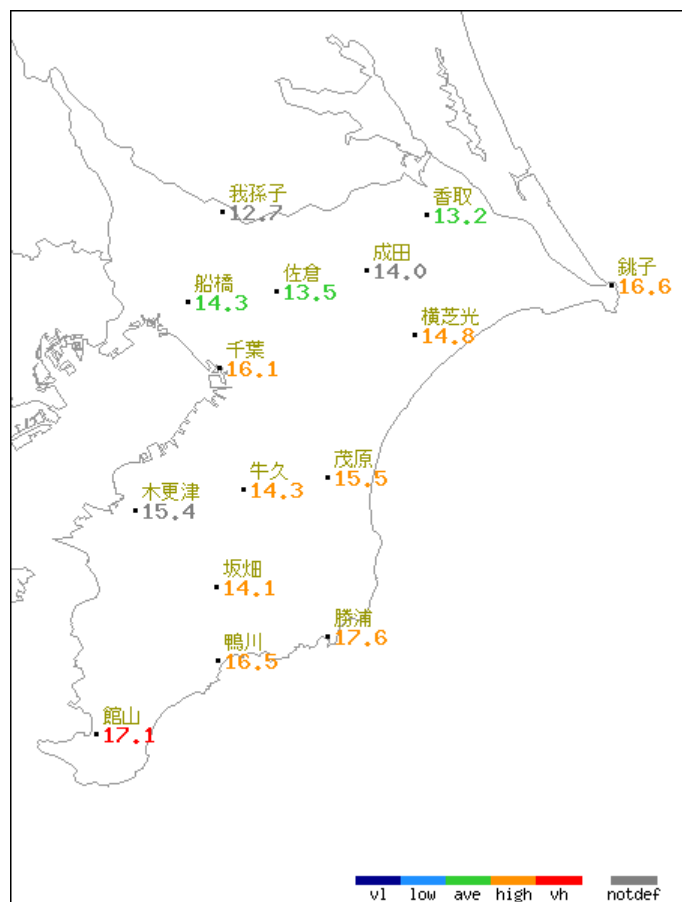 我孫子
12.7
香取
13.2
成田
14.0
佐倉
13.5
船橋
14.3
銚子
16.6
横芝光
14.8
千葉
16.1
茂原
15.5
牛久
14.3
木更津
15.4
坂畑
14.1
勝浦
17.6
鴨川
16.5
館山
17.1
vl low ave high vh notdef